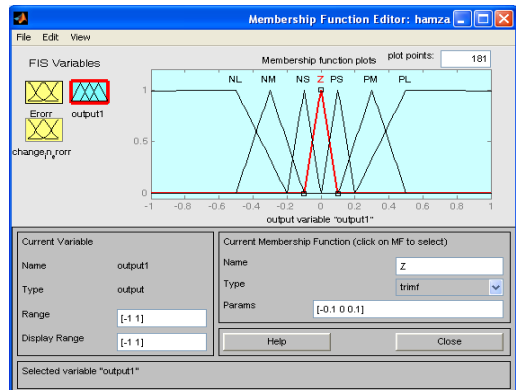 Membership Function Editor: hamza
File Edit View
FIS Variables
Membership function plots
plot points: 181
Erorr
output1
change_in_erorr
NL NM NS Z PS PM PL
1
0.5
0
-1 -0.8 -0.6 -0.4 -0.2 0 0.2 0.4 0.6 0.8 1
output variable "output1"
Current Variable
Name output1
Type output
Range [-1 1]
Display Range [-1 1]
Current Membership Function (click on MF to select)
Name Z
Type trimf
Params [-0.1 0 0.1]
Help Close
Selected variable "output1"